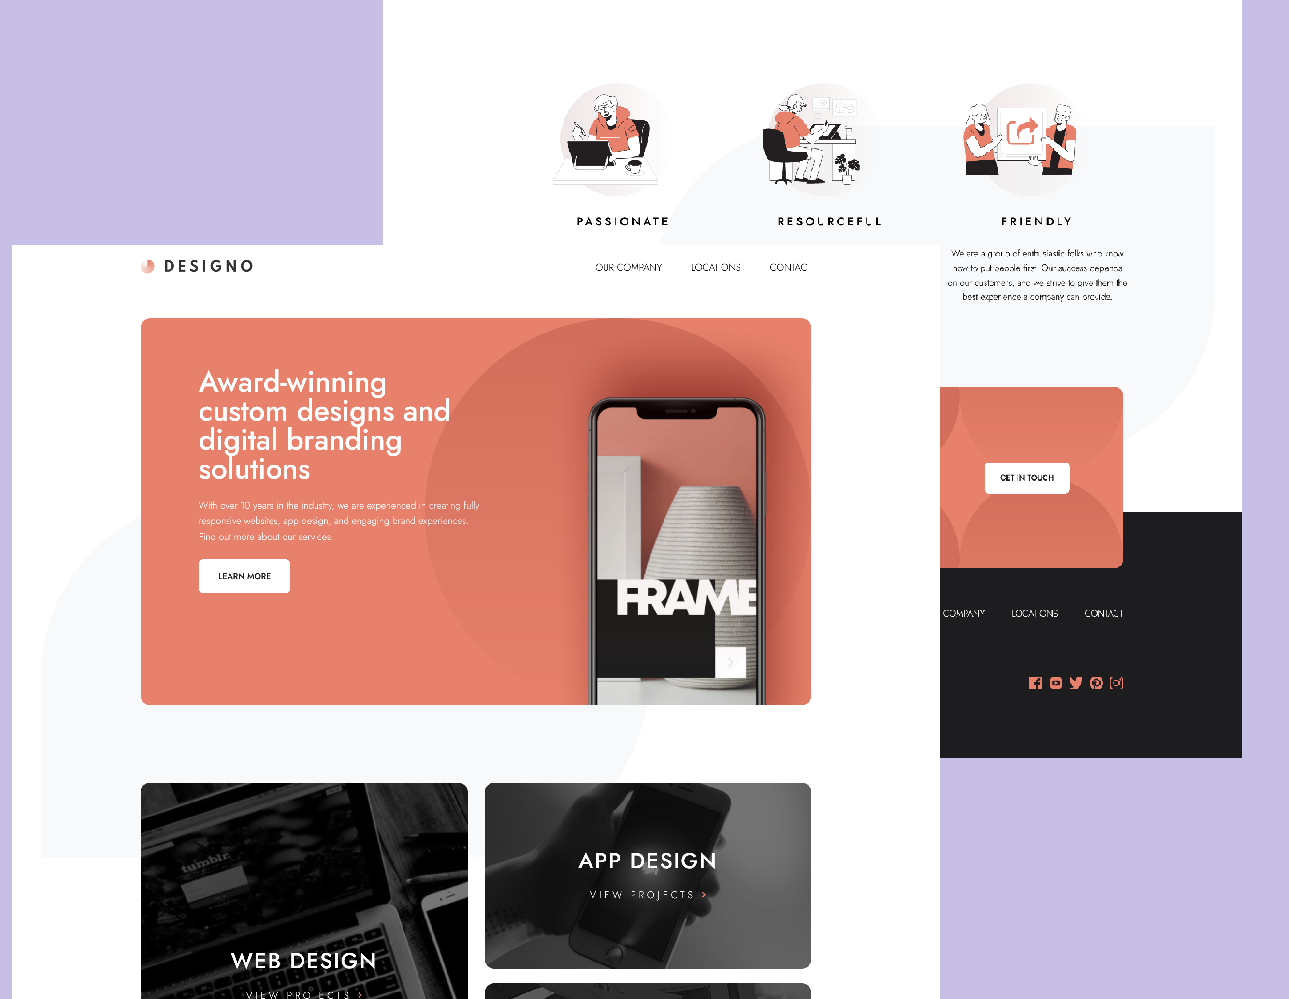 PASSIONATE
RESOURCEFUL
FRIENDLY
We are a group of enthusiastic folks who know
how to put people first. Our success depends
on our customers, and we strive to give them the
best experience a company can provide.
DESIGNO
OUR COMPANY
LOCATIONS
CONTAC
Award-winning
custom designs and
digital branding
solutions
With over 10 years in the industry, we are experienced in creating fully
responsive websites, app design, and engaging brand experiences.
Find out more about our services.
LEARN MORE
FRAME
GET IN TOUCH
COMPANY
LOCATIONS
CONTACT
tumblr.
WEB DESIGN
VIEW PROJECTS
APP DESIGN
VIEW PROJECTS